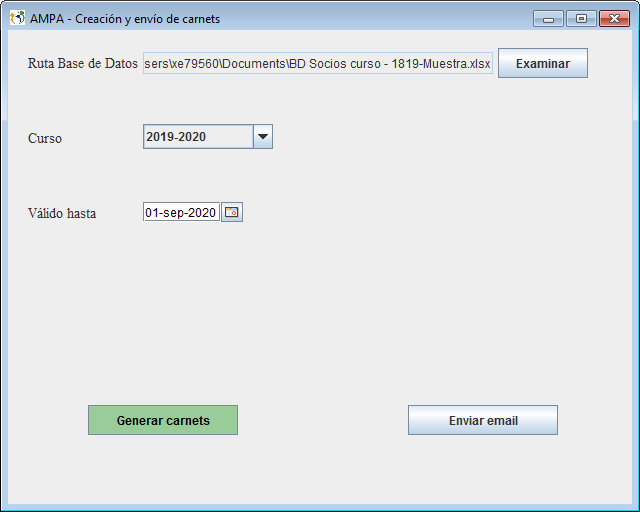 AMPA - Creación y envío de carnets
Ruta Base de Datos sers\xe79560\Documents\BD Socios curso - 1819-Muestra.xlsx Examinar
Curso 2019-2020
Válido hasta 01-sep-2020
Generar carnets Enviar email